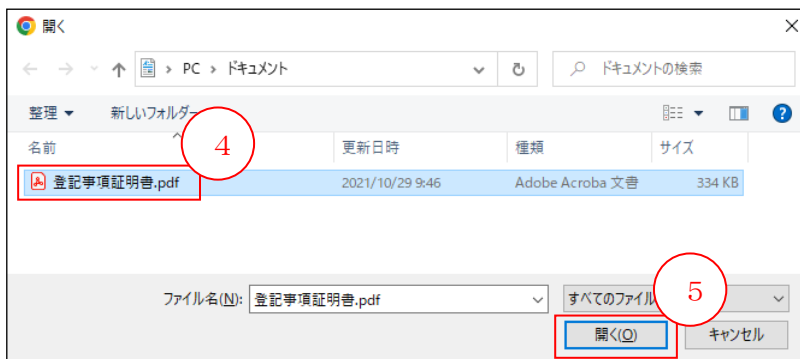 開く
PC › ドキュメント
ドキュメントの検索
整理 新しいフォルダー
4
名前 更新日時 種類 サイズ
登記事項証明書.pdf 2021/10/29 9:46 Adobe Acroba 文書 334 KB
ファイル名(N): 登記事項証明書.pdf すべてのファイル
5
開く(O) キャンセル